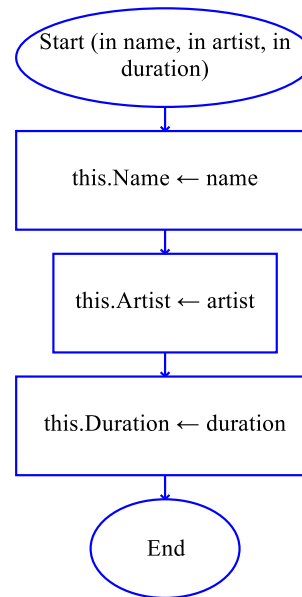 Start (in name, in artist, in
duration)
this.Name ← name
this.Artist ← artist
this.Duration ← duration
End